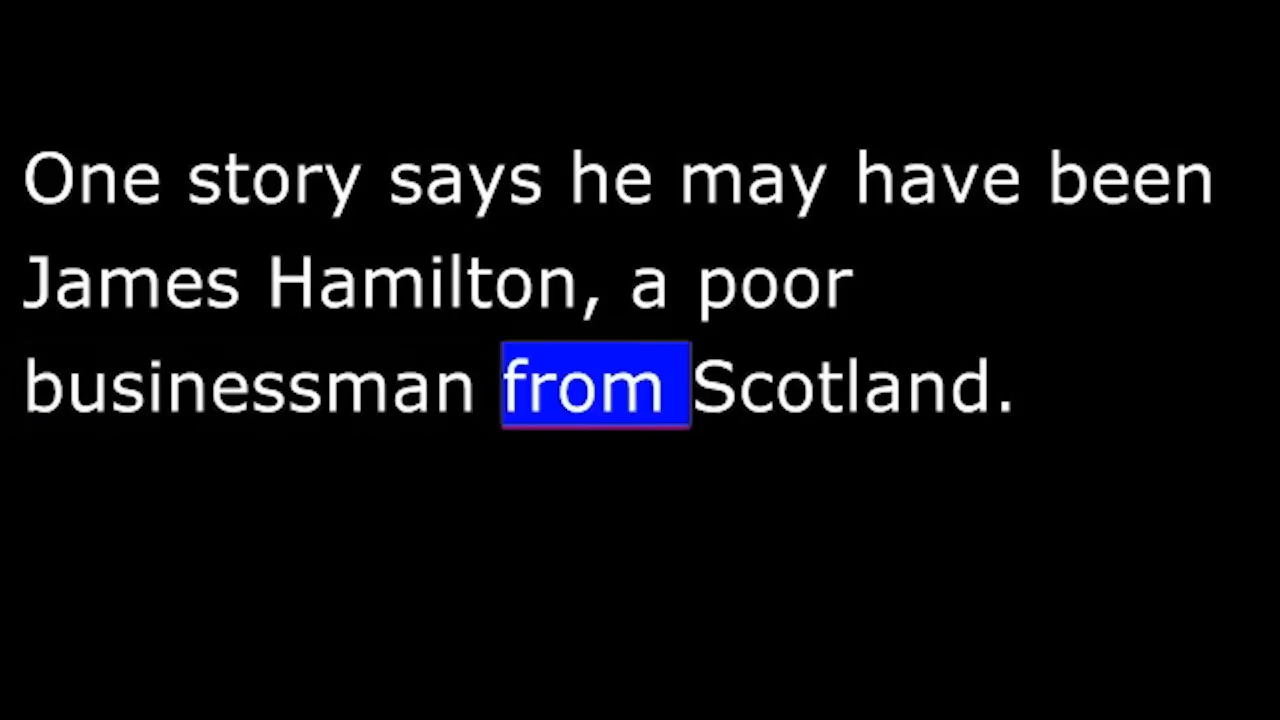 One story says he may have been
James Hamilton, a poor
businessman from Scotland.